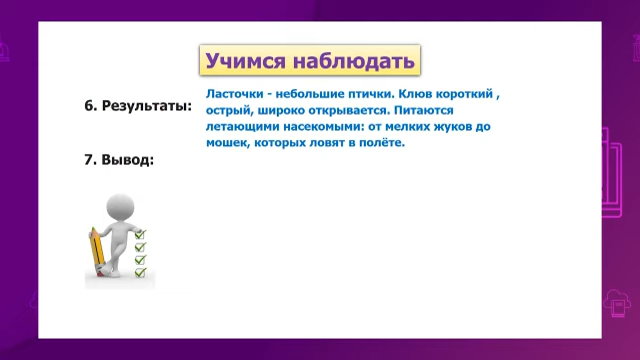 Учимся наблюдать
6. Результаты:
Ласточки - небольшие птички. Клюв короткий ,
острый, широко открывается. Питаются
летающими насекомыми: от мелких жуков до
мошек, которых ловят в полёте.
7. Вывод: